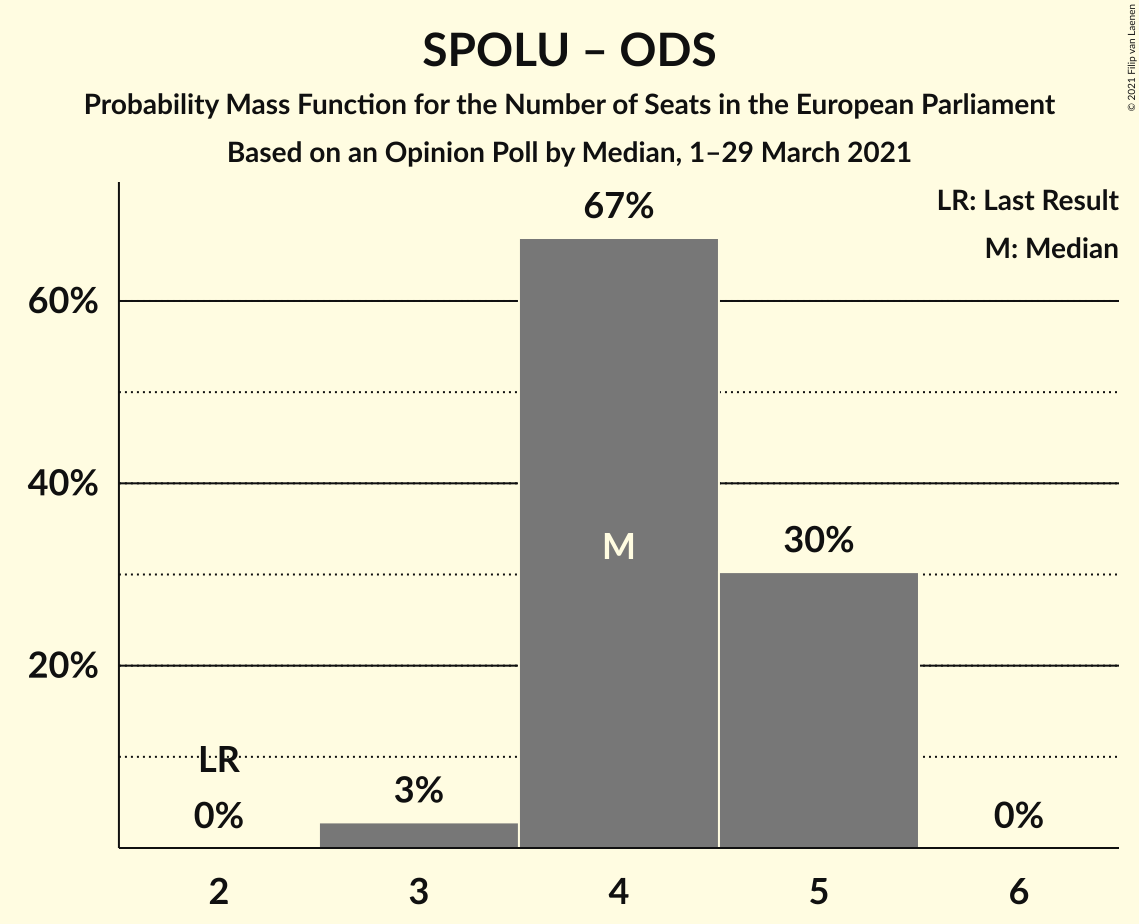 SPOLU – ODS
Probability Mass Function for the Number of Seats in the European Parliament
Based on an Opinion Poll by Median, 1–29 March 2021
© 2021 Filip van Laenen
LR: Last Result
M: Median
67%
60%
40%
20%
M
30%
LR
0%
3%
0%
2 3 4 5 6